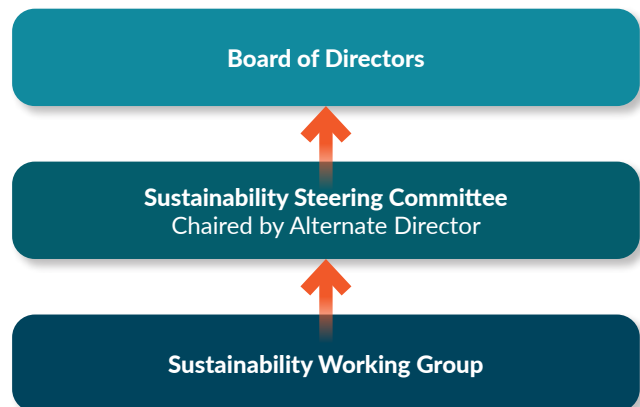 Board of Directors
Sustainability Steering Committee
Chaired by Alternate Director
Sustainability Working Group